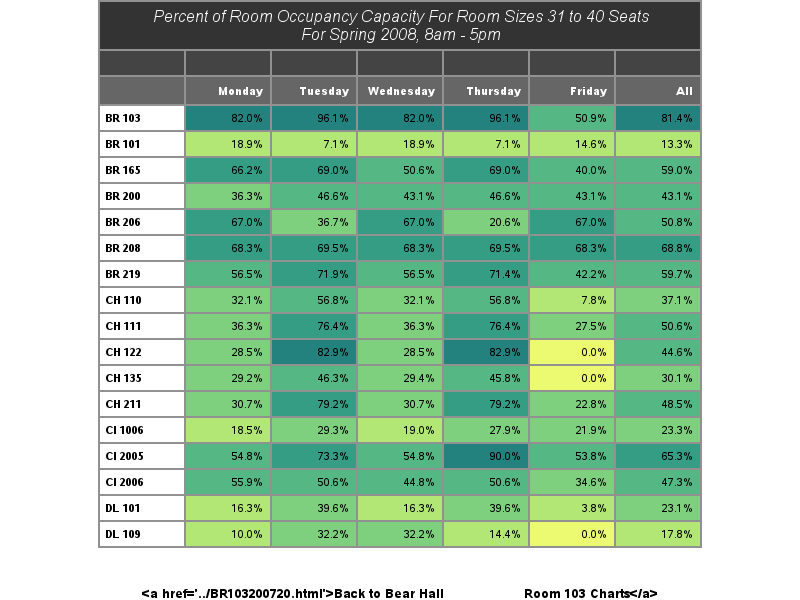 Percent of Room Occupancy Capacity For Room Sizes 31 to 40 Seats
For Spring 2008, 8am - 5pm
Monday Tuesday Wednesday Thursday Friday All
BR 103 82.0% 96.1% 82.0% 96.1% 50.9% 81.4%
BR 101 18.9% 7.1% 18.9% 7.1% 14.6% 13.3%
BR 165 66.2% 69.0% 50.6% 69.0% 40.0% 59.0%
BR 200 36.3% 46.6% 43.1% 46.6% 43.1% 43.1%
BR 206 67.0% 36.7% 67.0% 20.6% 67.0% 50.8%
BR 208 68.3% 69.5% 68.3% 69.5% 68.3% 68.8%
BR 219 56.5% 71.9% 56.5% 71.4% 42.2% 59.7%
CH 110 32.1% 56.8% 32.1% 56.8% 7.8% 37.1%
CH 111 36.3% 76.4% 36.3% 76.4% 27.5% 50.6%
CH 122 28.5% 82.9% 28.5% 82.9% 0.0% 44.6%
CH 135 29.2% 46.3% 29.4% 45.8% 0.0% 30.1%
CH 211 30.7% 79.2% 30.7% 79.2% 22.8% 48.5%
CI 1006 18.5% 29.3% 19.0% 27.9% 21.9% 23.3%
CI 2005 54.8% 73.3% 54.8% 90.0% 53.8% 65.3%
CI 2006 55.9% 50.6% 44.8% 50.6% 34.6% 47.3%
DL 101 16.3% 39.6% 16.3% 39.6% 3.8% 23.1%
DL 109 10.0% 32.2% 32.2% 14.4% 0.0% 17.8%
<a href='../BR103200720.html'>Back to Bear Hall Room 103 Charts</a>